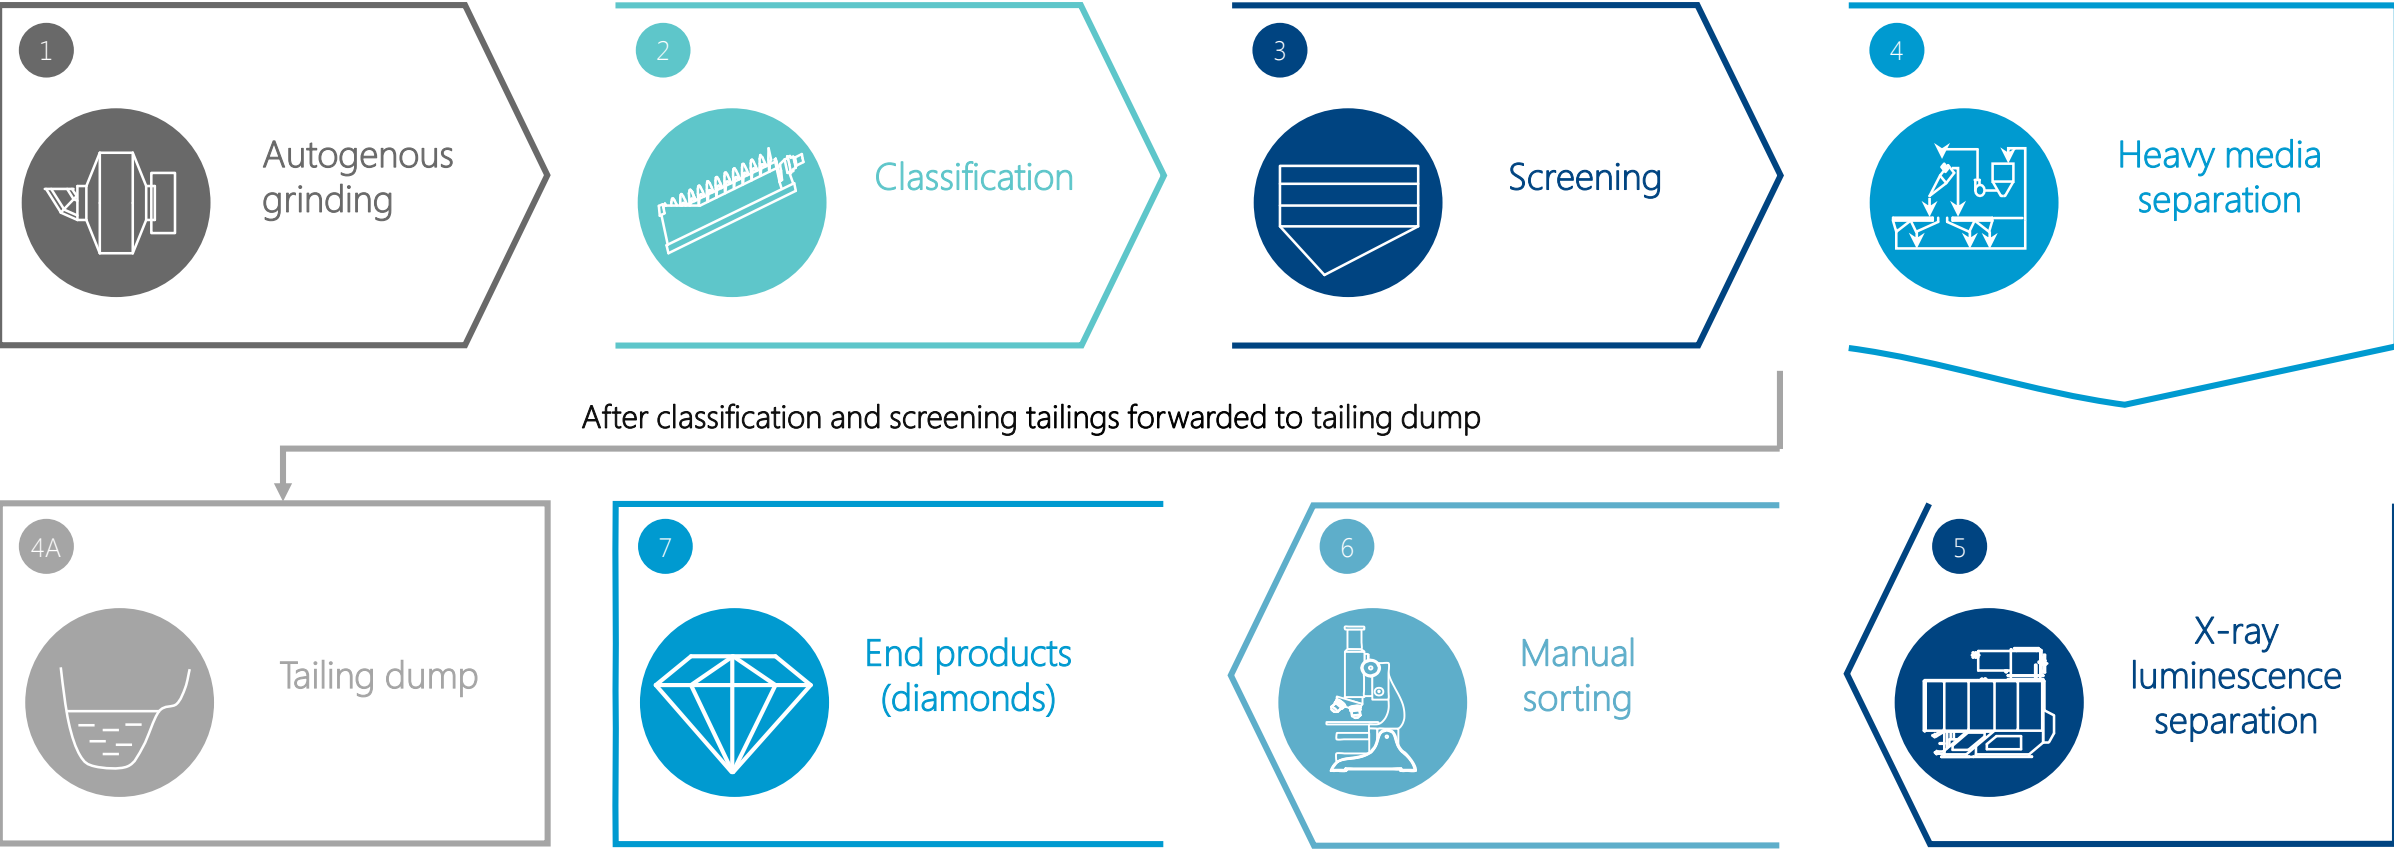 1
Autogenous
grinding
2
Classification
3
Screening
4
Heavy media
separation
After classification and screening tailings forwarded to tailing dump
4A
Tailing dump
7
End products
(diamonds)
6
Manual
sorting
5
X-ray
luminescence
separation